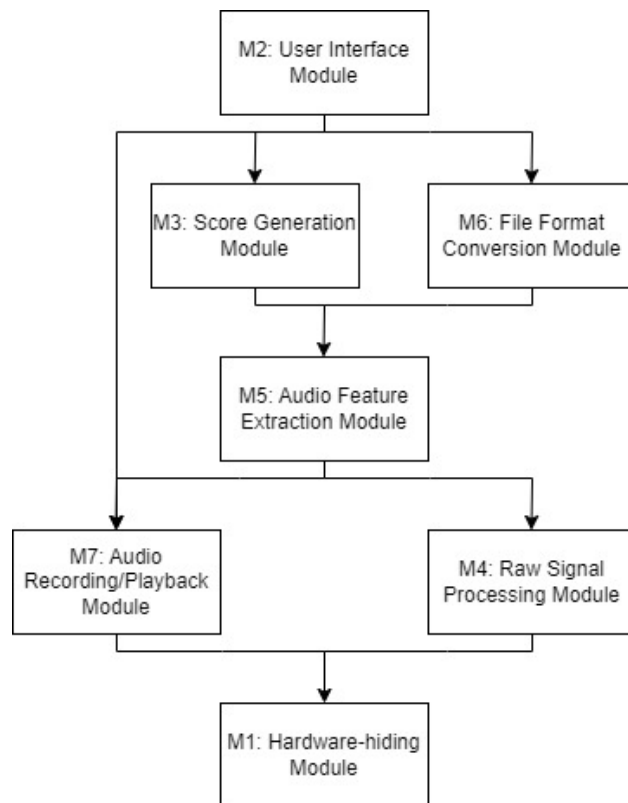 M2: User Interface
Module
M3: Score Generation
Module
M6: File Format
Conversion Module
M5: Audio Feature
Extraction Module
M7: Audio
Recording/Playback
Module
M4: Raw Signal
Processing Module
M1: Hardware-hiding
Module